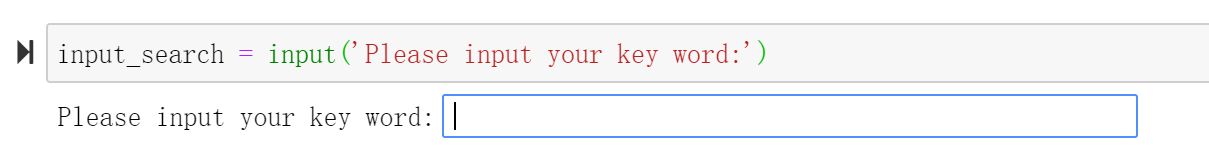 input_search = input('Please input your key word:')
Please input your key word: